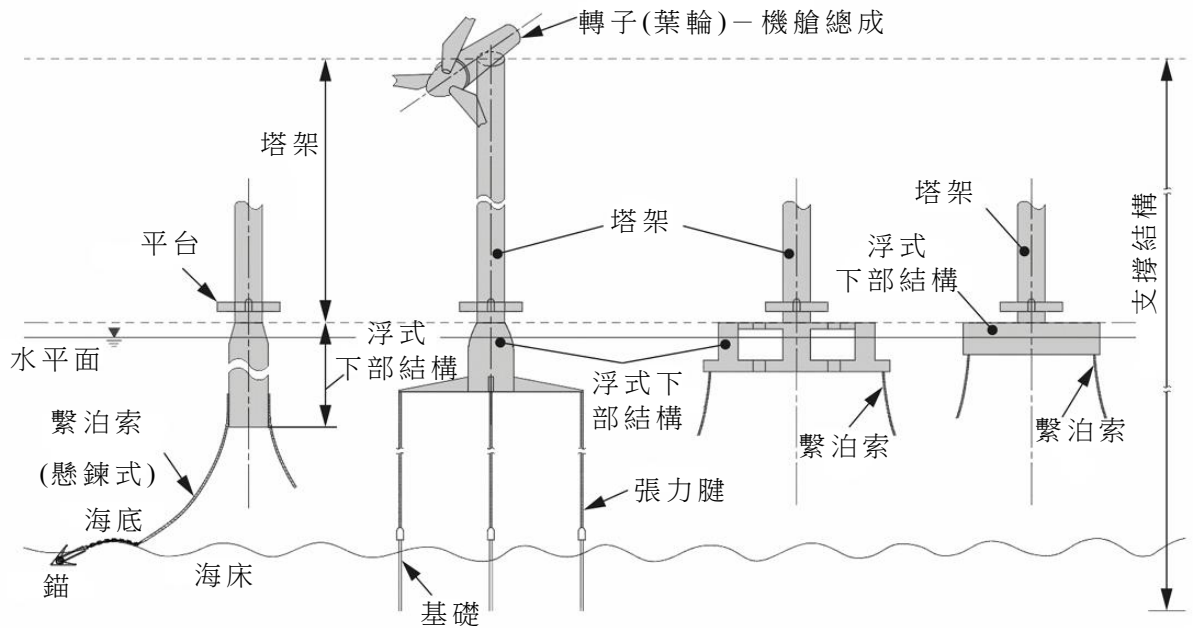 轉子(葉輪)－機艙總成
塔架
平台
塔架
塔架
浮式
下部結構
支撐結構
水平面
浮式
下部結構
浮式下
部結構
繫泊索
(懸鍊式)
繫泊索
繫泊索
張力腱
海底
海床
錨
基礎